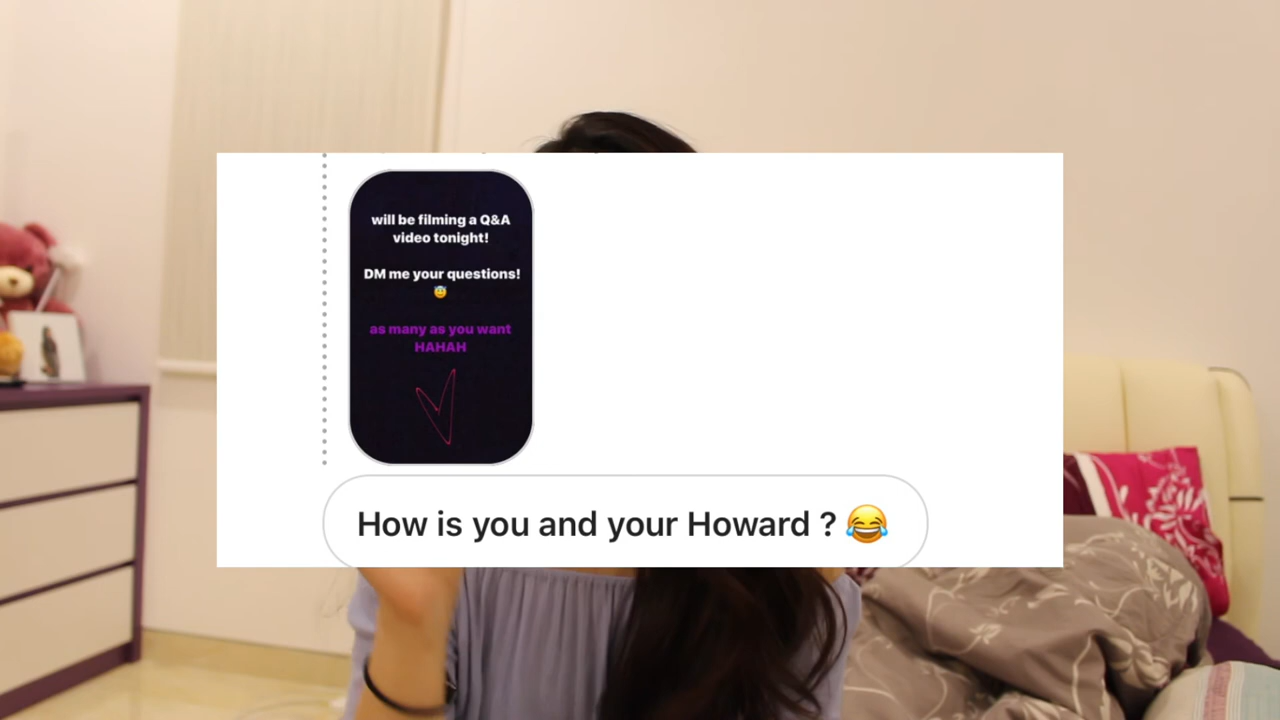 will be filming a Q&A
video tonight!
DM me your questions!
😇
as many as you want
HAHAH
How is you and your Howard ? 😂